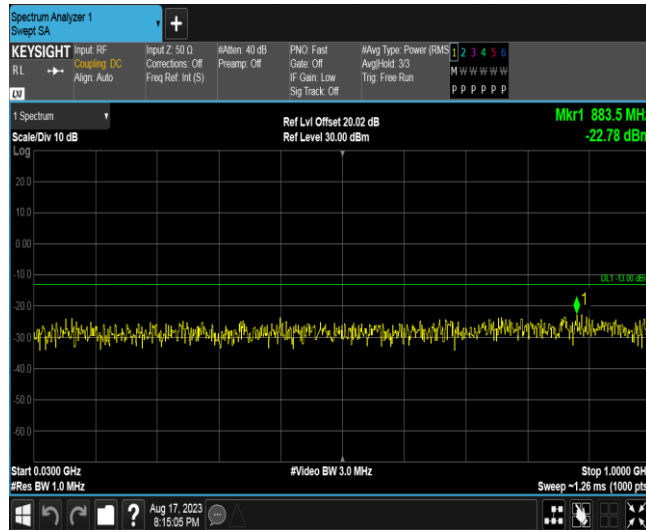 Spectrum Analyzer 1
Swept SA
+
KEYSIGHT
RL
LXI
Input: RF
Coupling: DC
Align: Auto
Input Z: 50 Ω
Corrections: Off
Freq Ref: Int (S)
#Atten: 40 dB
Preamp: Off
PNO: Fast
Gate: Off
IF Gain: Low
Sig Track: Off
#Avg Type: Power (RMS
Avg|Hold: 3/3
Trig: Free Run
1 2 3 4 5 6
M W W W W W
P P P P P P
1 Spectrum
Scale/Div 10 dB
Log
Ref Lvl Offset 20.02 dB
Ref Level 30.00 dBm
Mkr1 883.5 MHz
-22.78 dBm
20.0
10.0
0.00
-10.0
DL1 -13.00 dB
1
-20.0
-30.0
-40.0
-50.0
-60.0
Start 0.0300 GHz
#Res BW 1.0 MHz
#Video BW 3.0 MHz
Stop 1.0000 GH
Sweep ~1.26 ms (1000 pts
?
Aug 17, 2023
8:15:05 PM